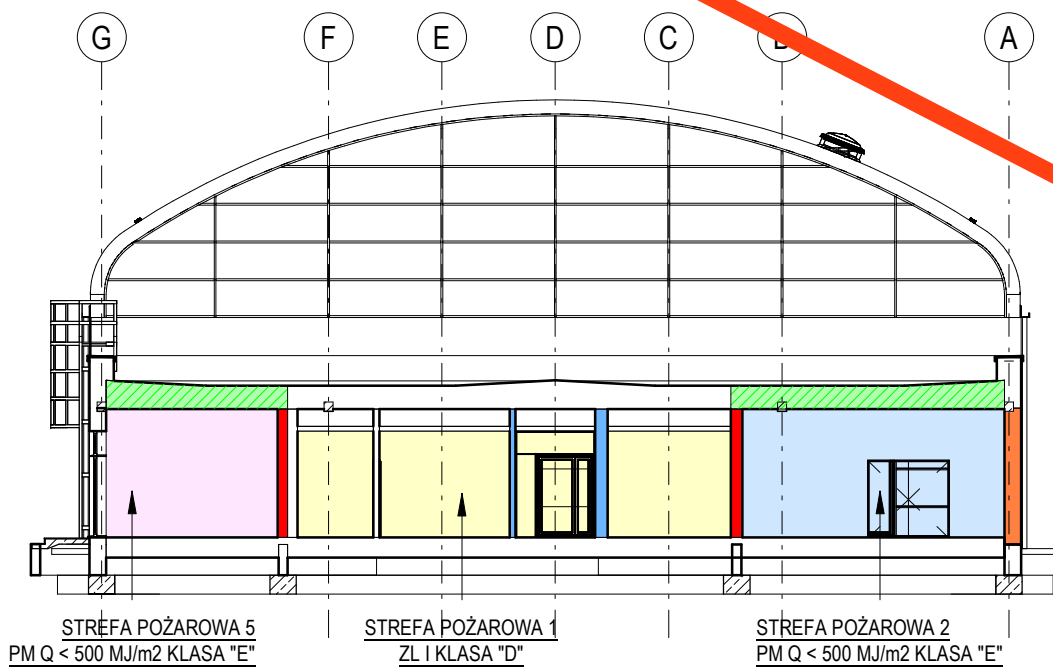 G F E D C B A
STREFA POŻAROWA 5
PM Q < 500 MJ/m2 KLASA "E"
STREFA POŻAROWA 1
ZL I KLASA "D"
STREFA POŻAROWA 2
PM Q < 500 MJ/m2 KLASA "E"